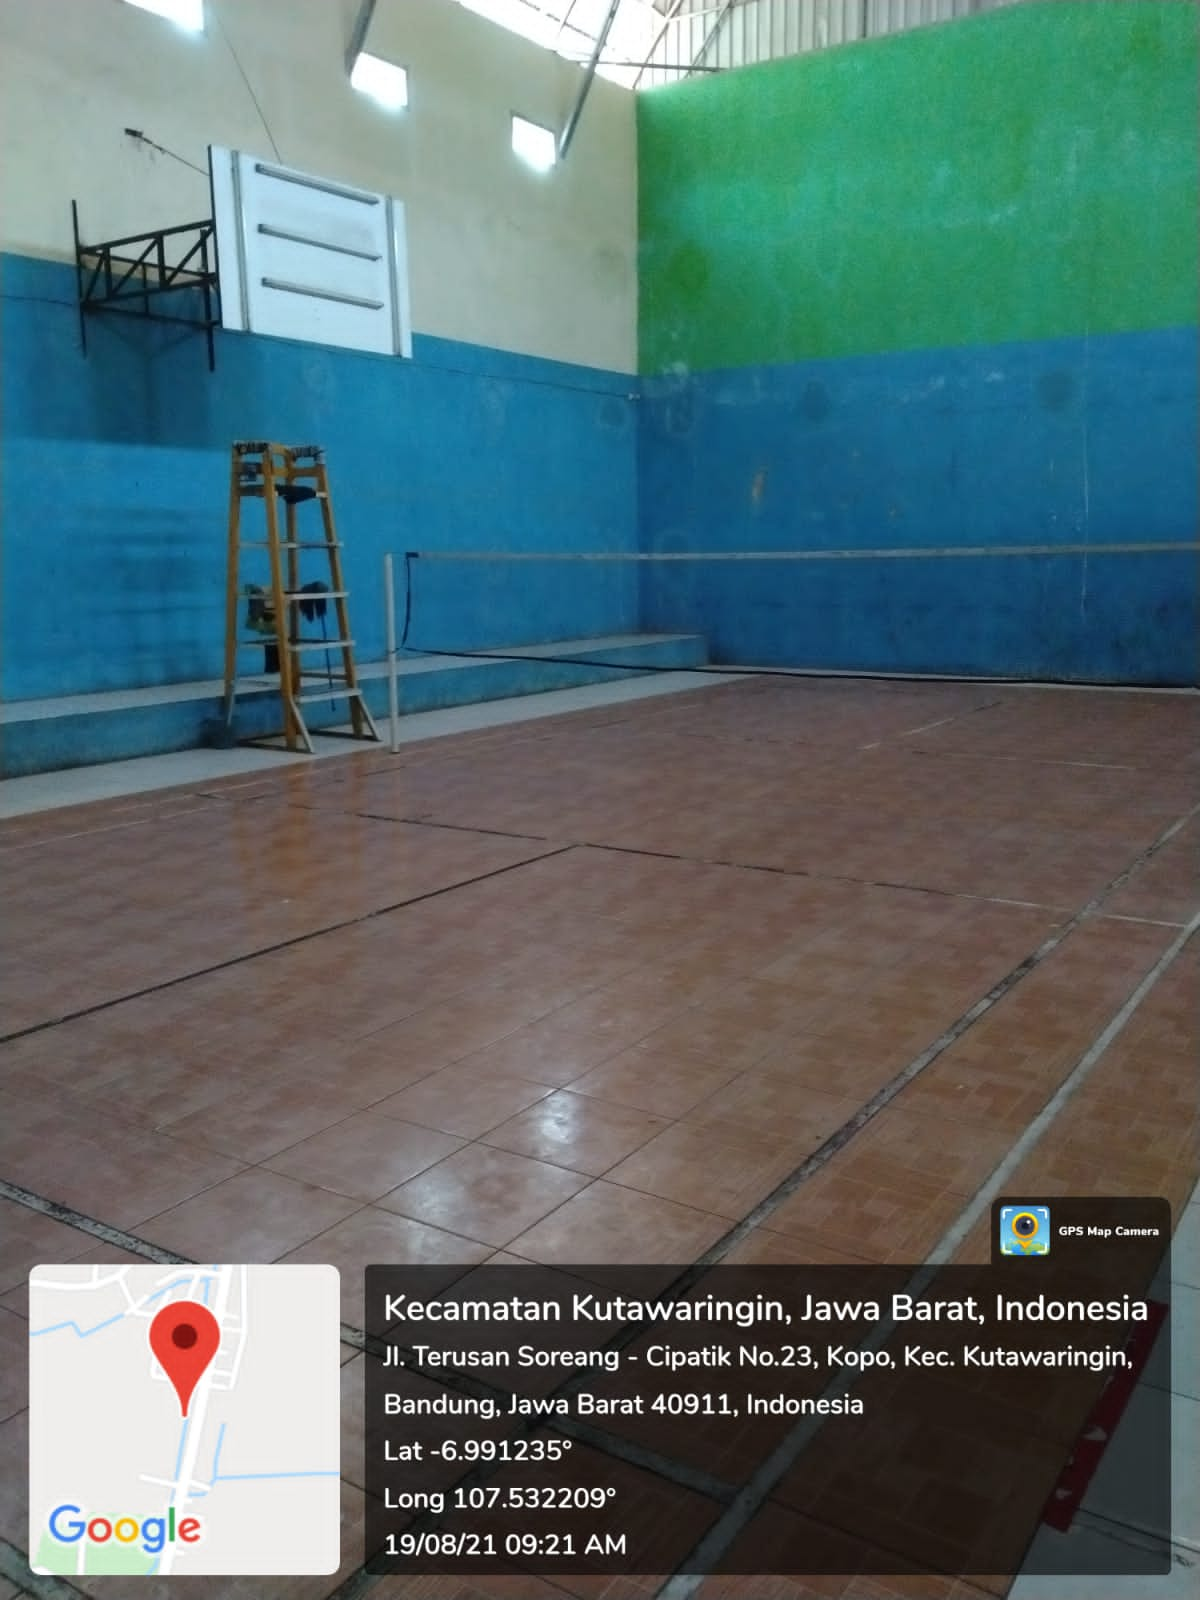 GPS Map Camera
Kecamatan Kutawaringin, Jawa Barat, Indonesia
Jl. Terusan Soreang - Cipatik No.23, Kopo, Kec. Kutawaringin,
Bandung, Jawa Barat 40911, Indonesia
Lat -6.991235°
Long 107.532209°
19/08/21 09:21 AM
Google